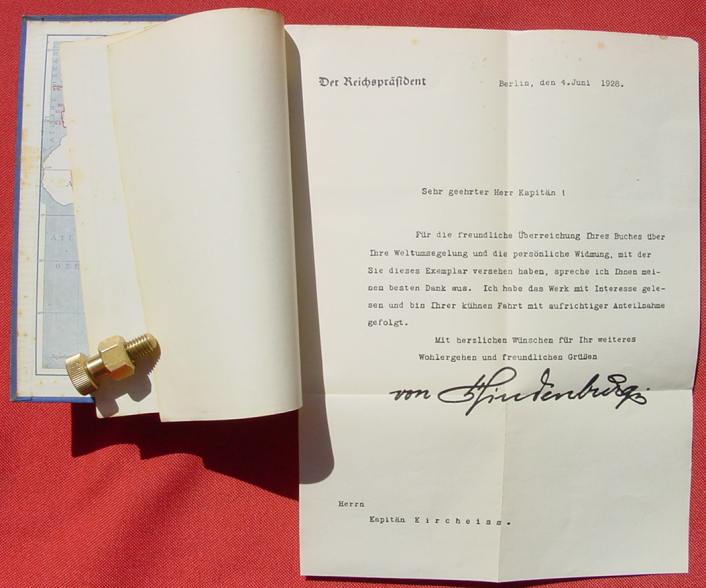 Der Reichspräsident
Berlin, den 4.Juni 1928.
Sehr geehrter Herr Kapitän !
Für die freundliche Überreichung Ihres Buches über
Ihre Weltumsegelung und die persönliche Widmung, mit der
Sie dieses Exemplar versehen haben, spreche ich Ihnen mei-
nen besten Dank aus. Ich habe das Werk mit Interesse gele-
sen und bin Ihrer kühnen Fahrt mit aufrichtiger Anteilnahme
gefolgt.
Mit herzlichen Wünschen für Ihr weiteres
Wohlergehen und freundlichen Grüßen
von Hindenburg
Herrn
Kapitän K i r c h e i s s .